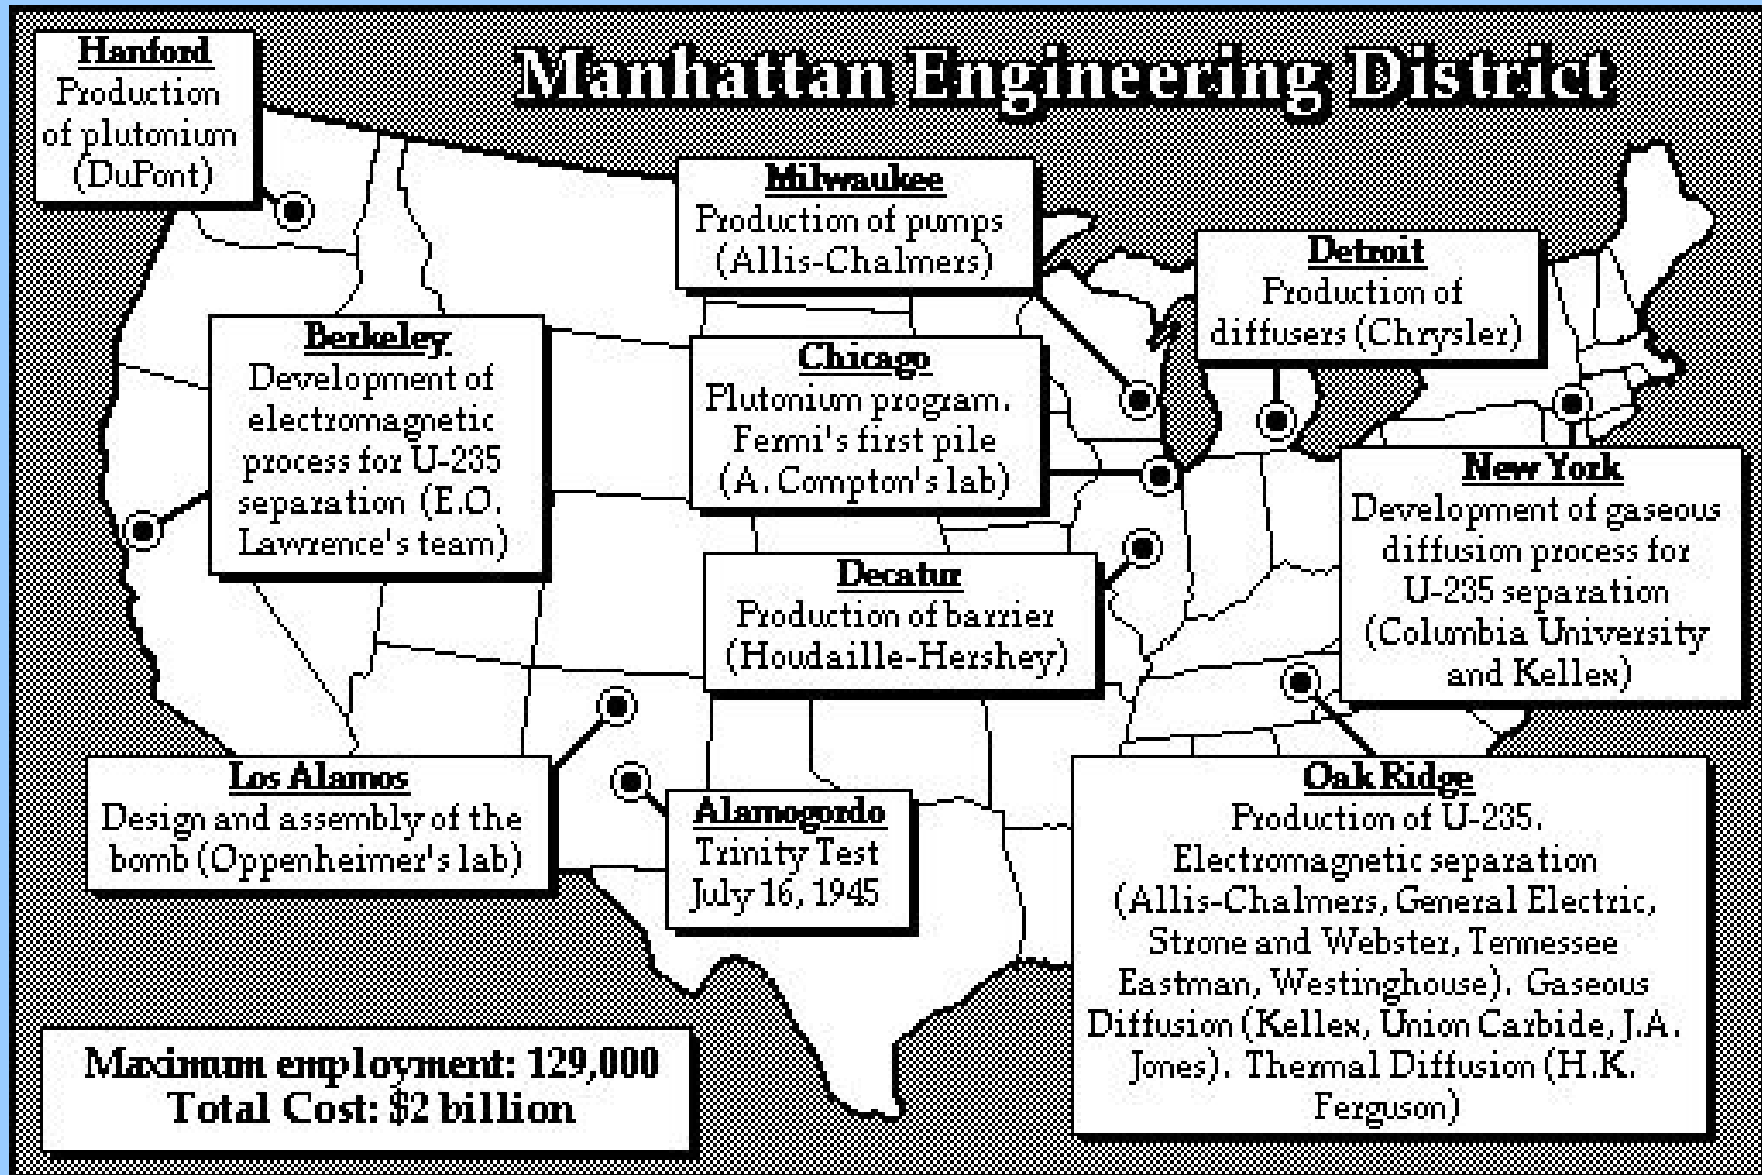 Manhattan Engineering District
Hanford
Production
of plutonium
(DuPont)
Milwaukee
Production of pumps
(Allis-Chalmers)
Detroit
Production of
diffusers (Chrysler)
Berkeley
Development of
electromagnetic
process for U-235
separation (E.O.
Lawrence's team)
Chicago
Plutonium program.
Fermi's first pile
(A. Compton's lab)
New York
Development of gaseous
diffusion process for
U-235 separation
(Columbia University
and Kellex)
Decatur
Production of barrier
(Houdaille-Hershey)
Los Alamos
Design and assembly of the
bomb (Oppenheimer's lab)
Alamogordo
Trinity Test
July 16, 1945
Oak Ridge
Production of U-235.
Electromagnetic separation
(Allis-Chalmers, General Electric,
Strone and Webster, Tennessee
Eastman, Westinghouse). Gaseous
Diffusion (Kellex, Union Carbide, J.A.
Jones). Thermal Diffusion (H.K.
Ferguson)
Maximum employment: 129,000
Total Cost: $2 billion